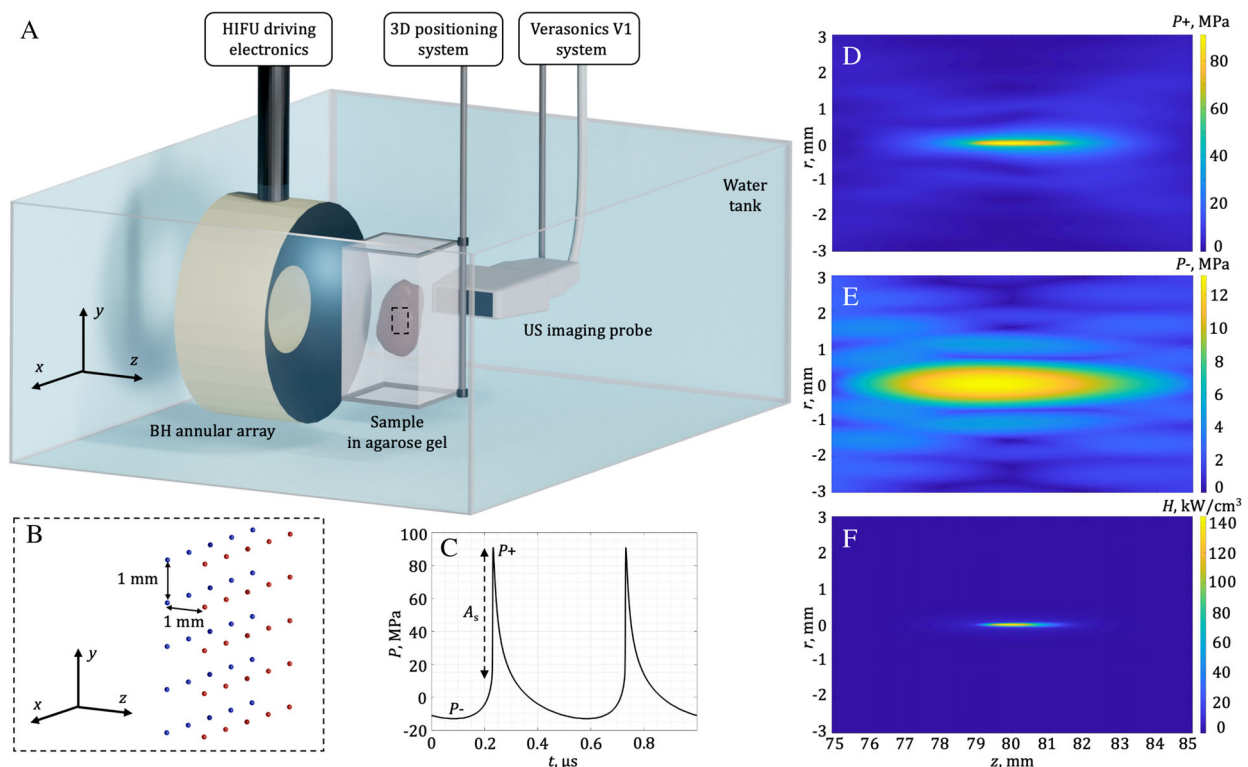 A
HIFU driving
electronics
3D positioning
system
Verasonics V1
system
Water
tank
US imaging probe
y
x
z
BH annular array
Sample
in agarose gel
B
1 mm
1 mm
y
x
z
C
P+
As
P-
P, MPa
100
80
60
40
20
0
-20
0
0.2
0.4
0.6
0.8
t, μs
D
P+, MPa
r, mm
3
2
1
0
-1
-2
-3
80
60
40
20
0
E
P-, MPa
r, mm
3
2
1
0
-1
-2
-3
12
10
8
6
4
2
0
F
H, kW/cm³
r, mm
3
2
1
0
-1
-2
-3
140
120
100
80
60
40
20
0
75 76 77 78 79 80 81 82 83 84 85
z, mm